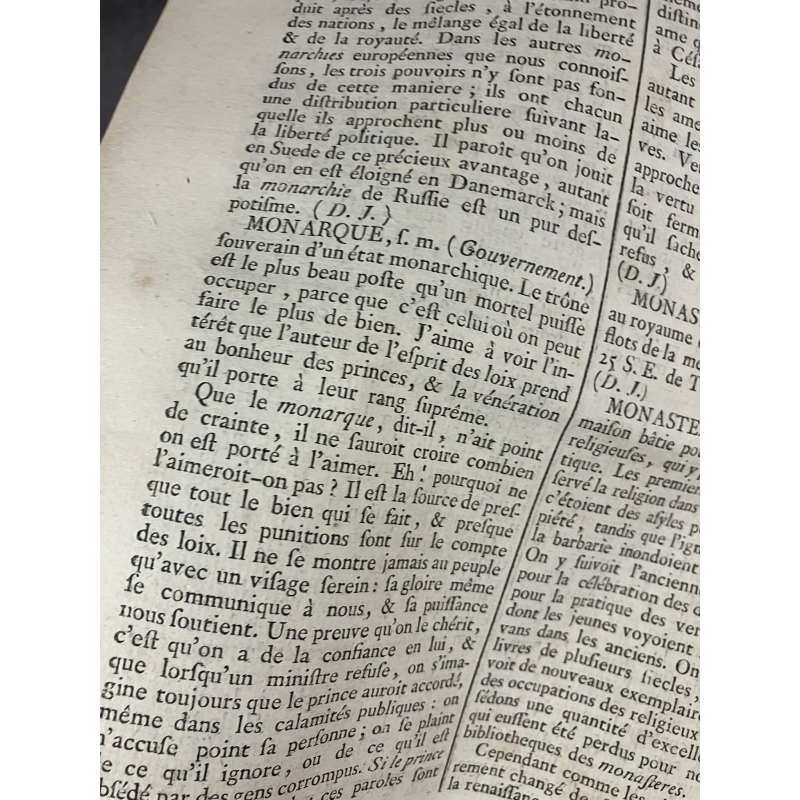 duit après des ſiecles, à l'étonnement
des nations, le mêlange égal de la liberté
& de la royauté. Dans les autres mo-
narchies européennes que nous connoiſ-
ſons, les trois pouvoirs n'y ſont pas fon-
dus de cette maniere; ils ont chacun
une diſtribution particuliere ſuivant la-
quelle ils approchent plus ou moins de
la liberté politique. Il paroît qu'on jouit
en Suede de ce précieux avantage, autant
qu'on en eſt éloigné en Danemarck; mais
la monarchie de Ruſſie eſt un pur deſ-
potiſme. (D. J.)
MONARQUE, ſ. m. (Gouvernement.)
ſouverain d'un état monarchique. Le trône
eſt le plus beau poſte qu'un mortel puiſſe
occuper, parce que c'eſt celui où on peut
faire le plus de bien. J'aime à voir l'in-
térêt que l'auteur de l'eſprit des loix prend
au bonheur des princes, & la vénération
qu'il porte à leur rang ſuprême.
Que le monarque, dit-il, n'ait point
de crainte, il ne ſauroit croire combien
on eſt porté à l'aimer. Eh! pourquoi ne
l'aimeroit-on pas? Il eſt la ſource de preſ-
que tout le bien qui ſe fait, & preſque
toutes les punitions ſont ſur le compte
des loix. Il ne ſe montre jamais au peuple
qu'avec un viſage ſerein: ſa gloire même
ſe communique à nous, & ſa puiſſance
nous ſoutient. Une preuve qu'on le chérit,
c'eſt qu'on a de la confiance en lui, &
que lorſqu'un miniſtre refuſe, on s'ima-
gine toujours que le prince auroit accordé,
même dans les calamités publiques: on
n'accuſe point ſa perſonne; on ſe plaint
de ce qu'il ignore, ou de ce qu'il eſt
obſédé par des gens corrompus. Si le prince
ces paroles ſont
diſtin
ame q
à Céſ
Les
autant
les ame
aime les
ves. Ve
approche
la vertu
ſoit ferm
qu'il ſache
refus, &
(D. J.)
MONAS
au royaume
flots de la me
25 S. E. de T
(D. J.)
MONASTE
maiſon bâtie po
religieuſes, qui y
tique. Les premier
ſervé la religion dans
c'étoient des aſyles p
piété, tandis que l'ign
la barbarie inondoient
On y ſuivoit l'ancienn
pour la célébration des d
pour la pratique des ver
dont les jeunes voyoient
vans dans les anciens. On
livres de pluſieurs ſiecles,
voit de nouveaux exemplair
des occupations des religieux
ſédons une quantité d'excell
qui euſſent été perdus pour no
bibliotheques des monaſteres.
Cependant comme les
rement changé de
la renaiſſan